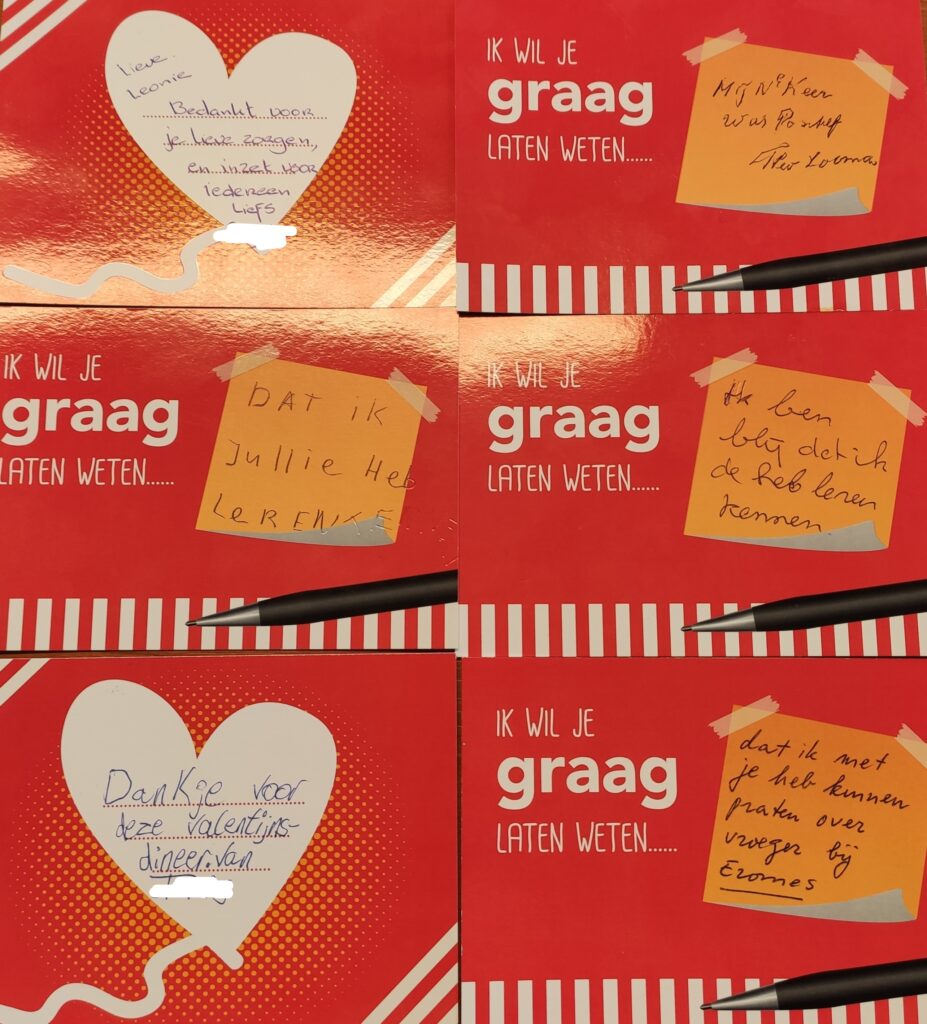 Lieve
Leonie
Bedankt voor
je lieve zorgen,
en inzet voor
iedereen
Liefs
IK WIL JE
graag
LATEN WETEN......
Mij
Keer
was Positief
Theo
IK WIL JE
graag
LATEN WETEN......
DAT ik
Jullie Heb
LeRENKE
IK WIL JE
graag
LATEN WETEN......
Ik ben
blij dat ik
de heb leren
kennen
Dankje voor
deze valentijns-
dineer.van
IK WIL JE
graag
LATEN WETEN......
dat ik met
je heb kunnen
praten over
vroeger bij
Eromes